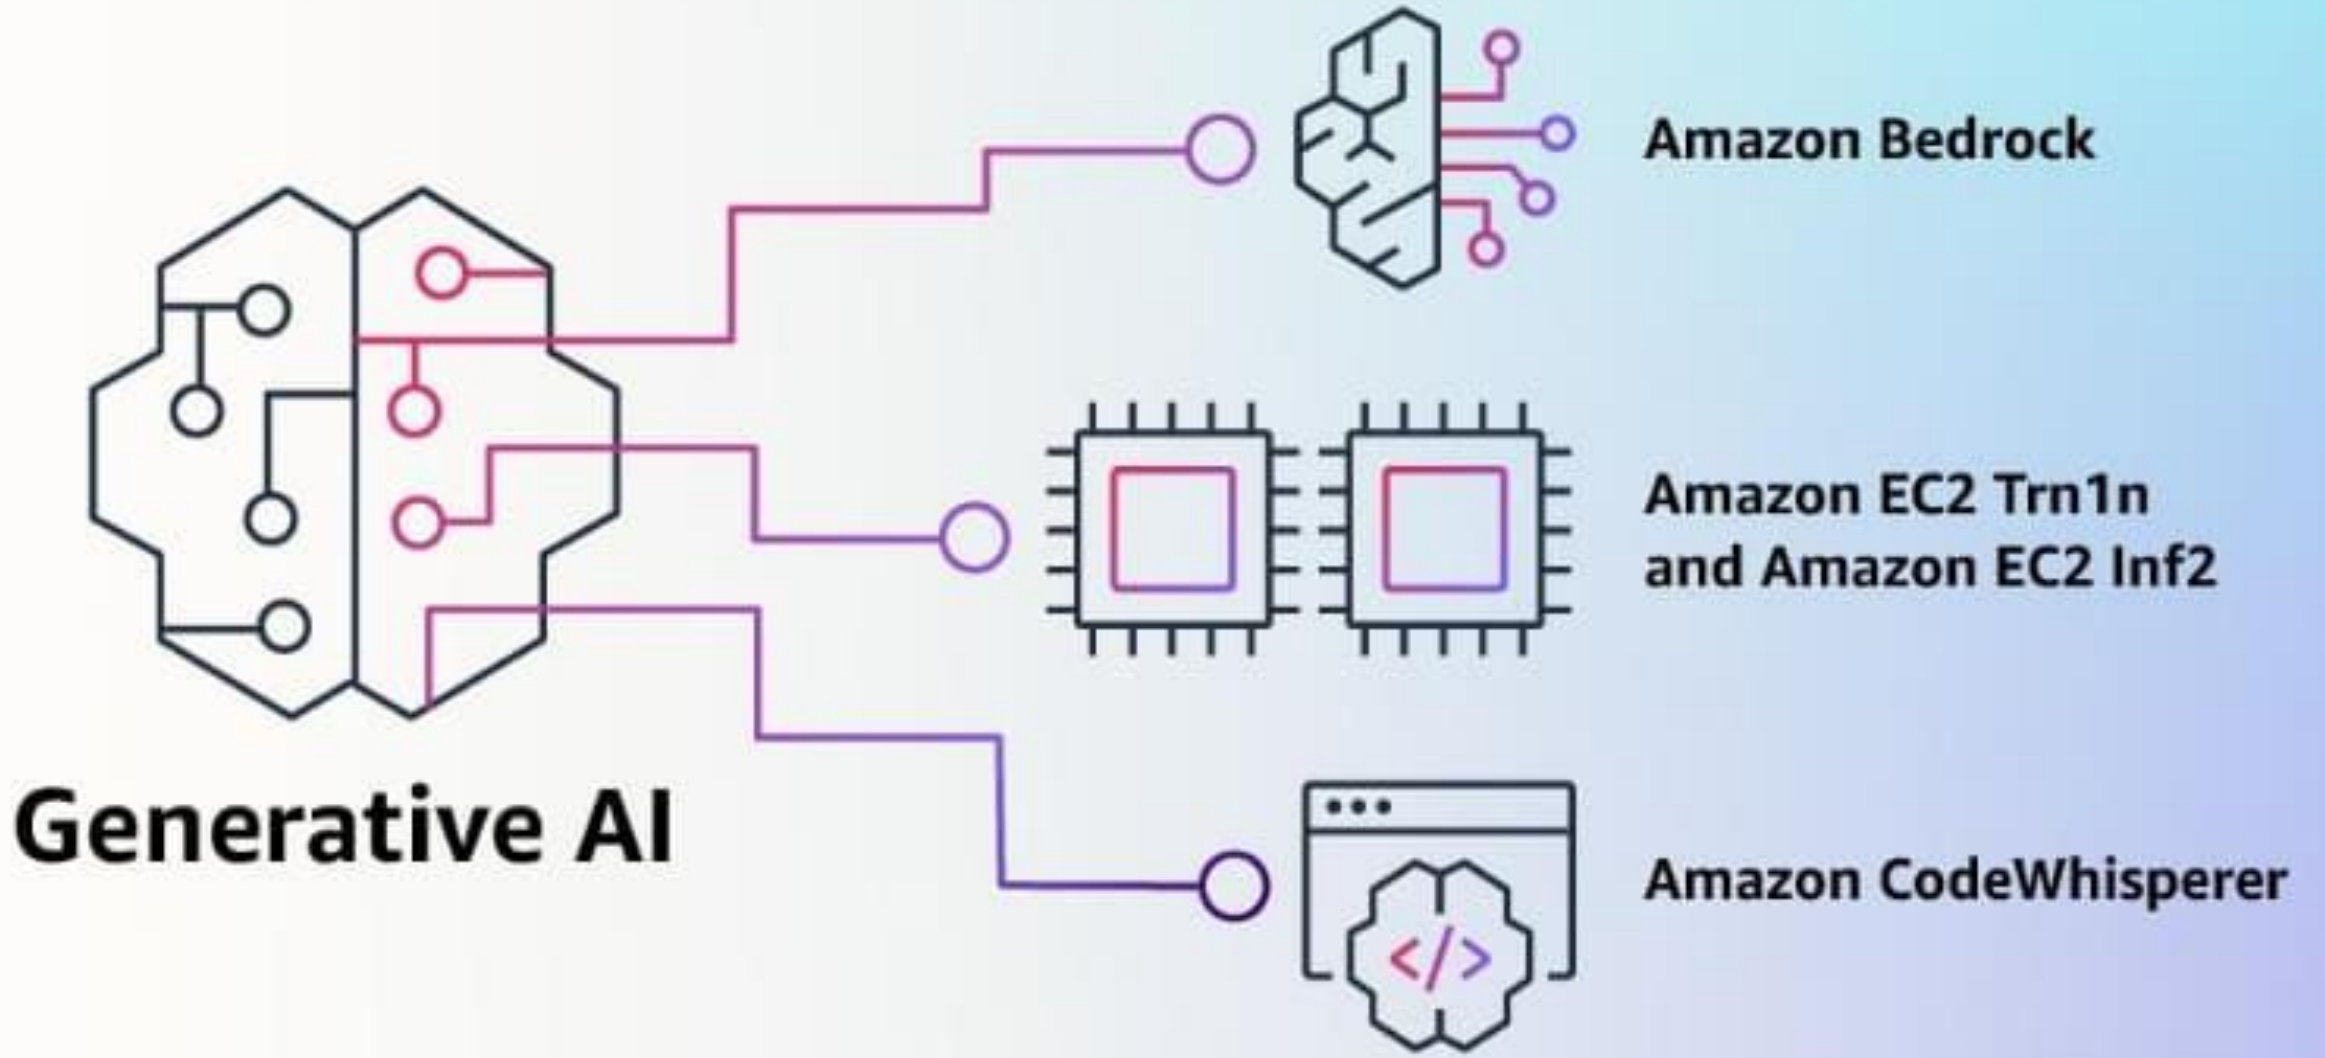 Amazon Bedrock
Amazon EC2 Trn1n
and Amazon EC2 Inf2
Generative AI
</>
Amazon CodeWhisperer